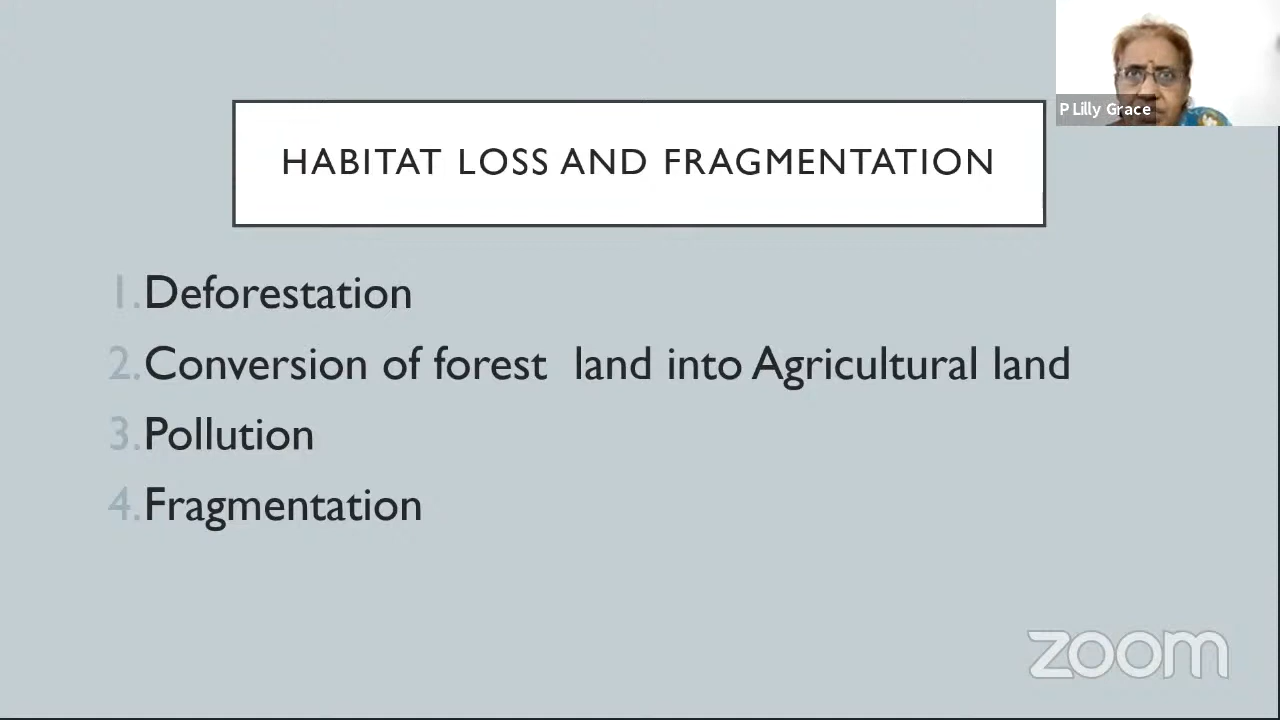 P Lilly Grace
HABITAT LOSS AND FRAGMENTATION
1. Deforestation
2. Conversion of forest land into Agricultural land
3. Pollution
4. Fragmentation
zoom